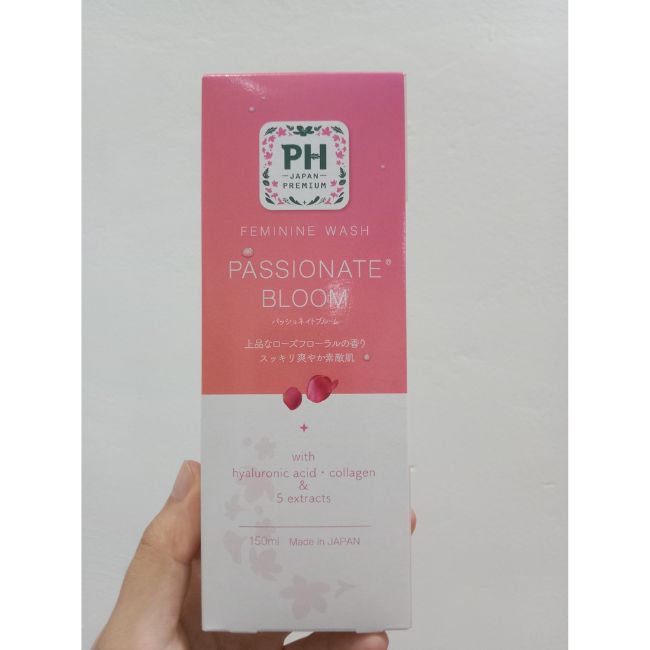 PH
JAPAN
PREMIUM
FEMININE WASH
PASSIONATE®
BLOOM
パッショネイトブルーム
上品なローズフローラルの香り
スッキリ爽やか素敵肌
with
hyaluronic acid・collagen
&
5 extracts
150ml Made in JAPAN